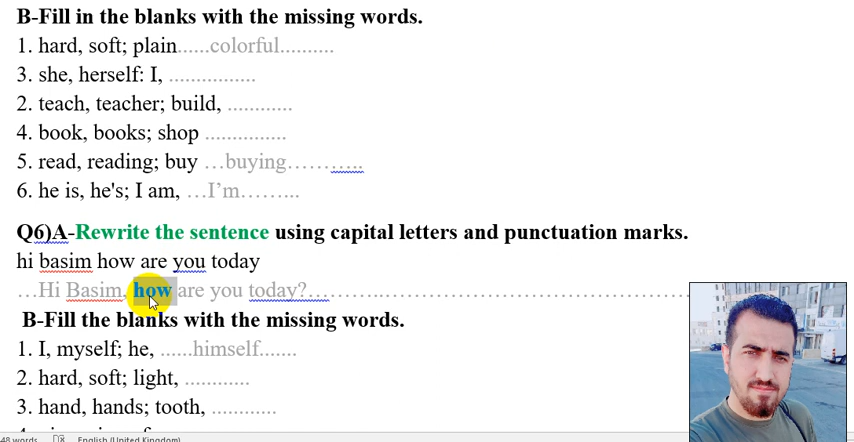 B-Fill in the blanks with the missing words.
1. hard, soft; plain......colorful..........
3. she, herself: I, ................
2. teach, teacher; build, ............
4. book, books; shop ...............
5. read, reading; buy …buying………..
6. he is, he's; I am, …I’m……...
Q6)A-Rewrite the sentence using capital letters and punctuation marks.
hi basim how are you today
…Hi Basim, how are you today?……...……………………………………
B-Fill the blanks with the missing words.
1. I, myself; he, ......himself.......
2. hard, soft; light, ............
3. hand, hands; tooth, ............
48 words English (United Kingdom)